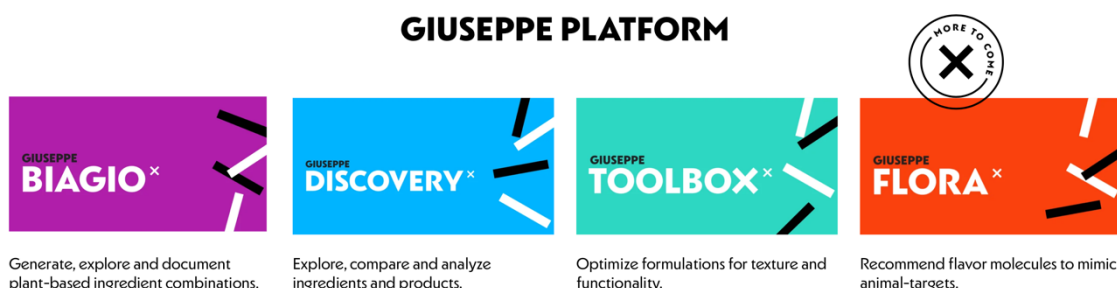 GIUSEPPE PLATFORM
MORE TO COME
GIUSEPPE
BIAGIO×
GIUSEPPE
DISCOVERY×
GIUSEPPE
TOOLBOX×
GIUSEPPE
FLORA×
Generate, explore and document
plant-based ingredient combinations.
Explore, compare and analyze
ingredients and products.
Optimize formulations for texture and
functionality.
Recommend flavor molecules to mimic
animal-targets.